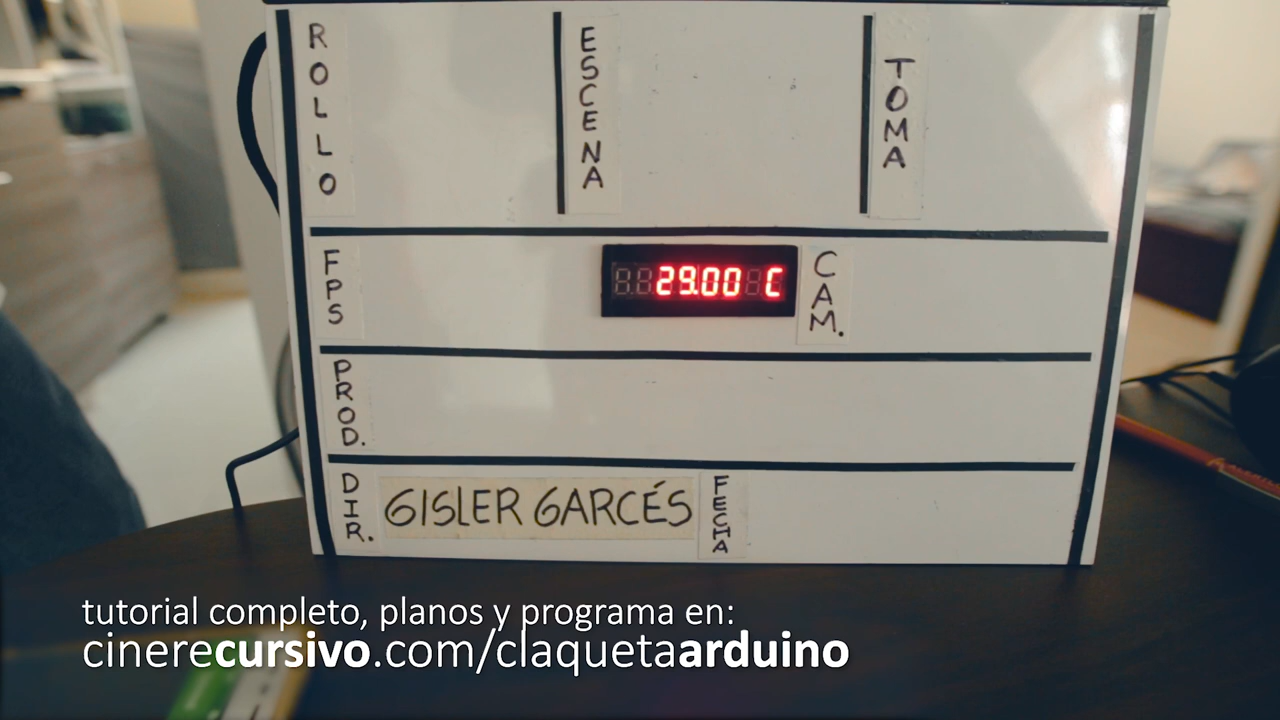 ROLLO
ESCENA
TOMA
FPS
29.00 C
CAM.
PROD.
DIR.
GISLER GARCÉS
FECHA
tutorial completo, planos y programa en:
cinerecursivo.com/claquetaarduino